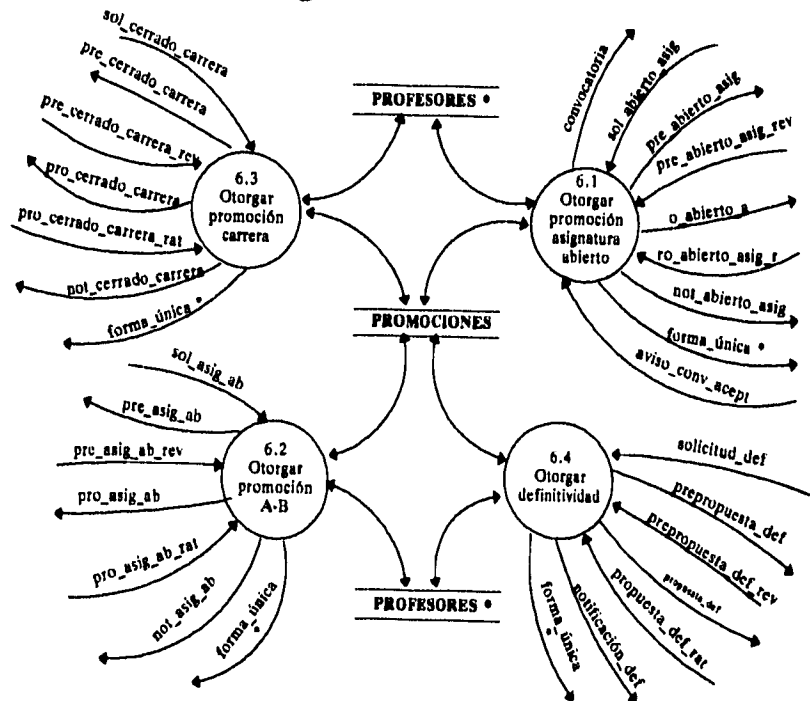 sol_cerrado_carrera
pre_cerrado_carrera
pre_cerrado_carrera_rev
pro_cerrado_carrera
pro_cerrado_carrera_rat
not_cerrado_carrera
forma_única *
6.3
Otorgar
promoción
carrera
PROFESORES *
convocatoria
sol_abierto_asig
pre_abierto_asig
pre_abierto_asig_rev
o_abierto_a
ro_abierto_asig_r
not_abierto_asig
forma_única *
aviso_conv_acept
6.1
Otorgar
promoción
asignatura
abierto
PROMOCIONES
sol_asig_ab
pre_asig_ab
pre_asig_ab_rev
pro_asig_ab
pro_asig_ab_rat
not_asig_ab
forma_única
*
6.2
Otorgar
promoción
A-B
PROFESORES *
6.4
Otorgar
definitividad
solicitud_def
prepropuesta_def
prepropuesta_def_rev
propuesta_def
propuesta_def_rat
notificación_def
forma_única
*